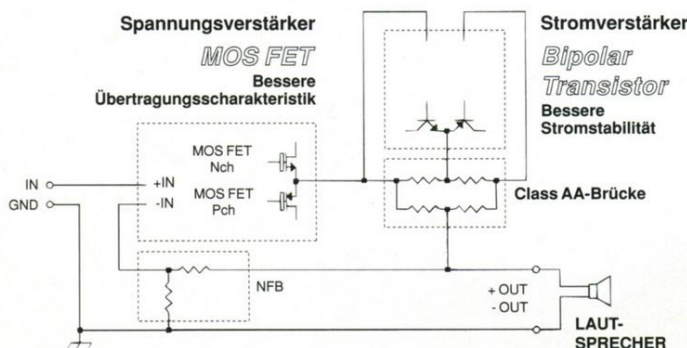 Spannungsverstärker
MOS FET
Bessere
Übertragungsscharakteristik
Stromverstärker
Bipolar
Transistor
Bessere
Stromstabilität
MOS FET
Nch
MOS FET
Pch
IN
GND
+IN
-IN
Class AA-Brücke
NFB
+ OUT
- OUT
LAUT-
SPRECHER